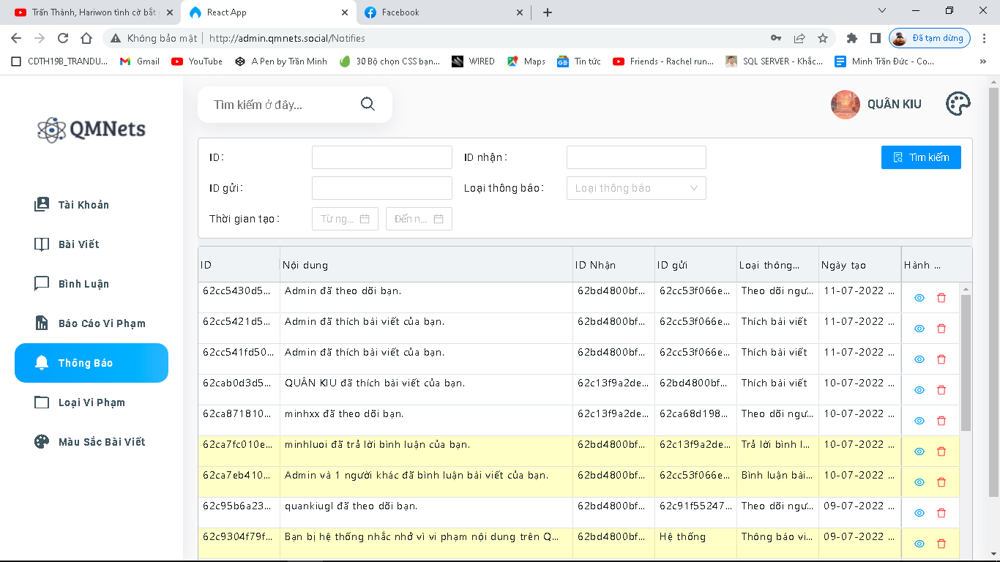 Trấn Thành, Hariwon tình cờ bắt
React App
Facebook
Không bảo mật | http://admin.qmnets.social/Notifies
Đã tạm dừng
CDTH19B_TRANDU...
Gmail
YouTube
A Pen by Trần Minh
30 Bộ chọn CSS bạn...
WIRED
Maps
Tin tức
Friends - Rachel run...
SQL SERVER - Khắc...
Minh Trần Đức - Co...
QMNets
Tìm kiếm ở đây...
QUÂN KIU
Tài Khoản
Bài Viết
Bình Luận
Báo Cáo Vi Phạm
Thông Báo
Loại Vi Phạm
Màu Sắc Bài Viết
ID:
ID nhận:
Tìm kiếm
ID gửi:
Loại thông báo:
Loại thông báo
Thời gian tạo:
Từ ng...
Đến n...
ID Nội dung ID Nhận ID gửi Loại thông... Ngày tạo Hành ...
62cc5430d5... Admin đã theo dõi bạn. 62bd4800bf... 62cc53f066e... Theo dõi ngư... 11-07-2022 ...
62cc5421d5... Admin đã thích bài viết của bạn. 62bd4800bf... 62cc53f066e... Thích bài viết 11-07-2022 ...
62cc541fd50... Admin đã thích bài viết của bạn. 62bd4800bf... 62cc53f066e... Thích bài viết 11-07-2022 ...
62cab0d3d5... QUÂN KIU đã thích bài viết của bạn. 62c13f9a2de... 62bd4800bf... Thích bài viết 10-07-2022 ...
62ca871810... minhxx đã theo dõi bạn. 62c13f9a2de... 62ca68d198... Theo dõi ngư... 10-07-2022 ...
62ca7fc010e... minhluoi đã trả lời bình luận của bạn. 62bd4800bf... 62c13f9a2de... Trả lời bình l... 10-07-2022 ...
62ca7eb410... Admin và 1 người khác đã bình luận bài viết của bạn. 62bd4800bf... 62cc53f066e... Bình luận bài... 10-07-2022 ...
62c95b6a23... quankiugl đã theo dõi bạn. 62bd4800bf... 62c91f55247... Theo dõi ngư... 09-07-2022 ...
62c9304f79f... Bạn bị hệ thống nhắc nhở vì vi phạm nội dung trên Q... 62bd4800bf... Hệ thống Thông báo vi... 09-07-2022 ...